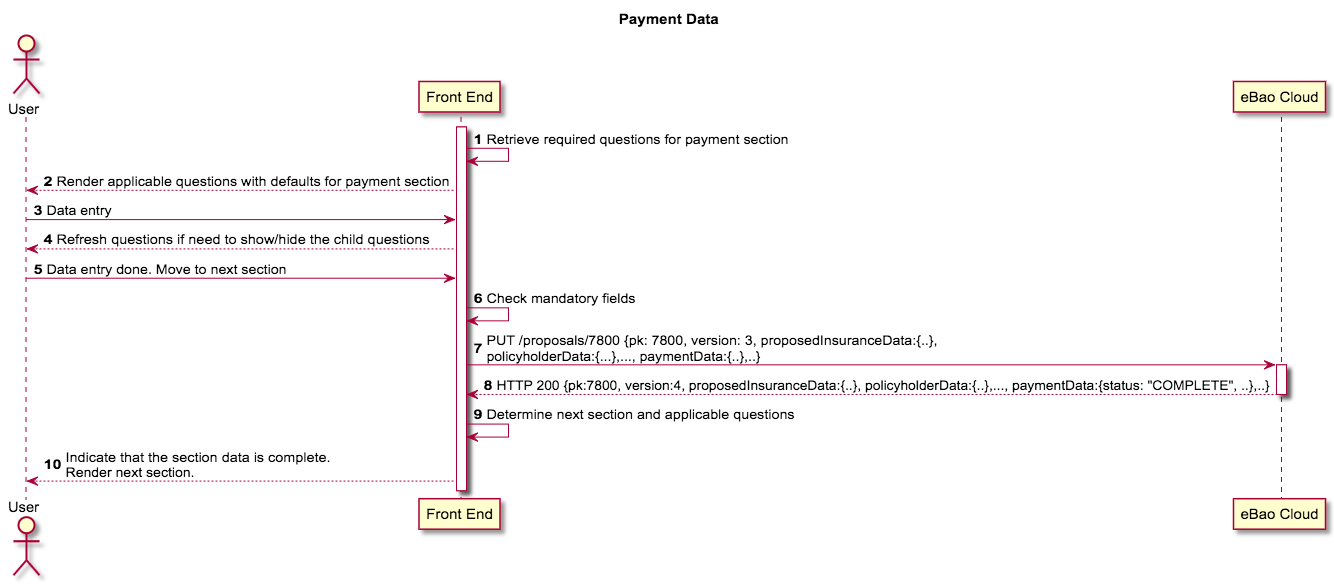 Payment Data
User
Front End
eBao Cloud
1 Retrieve required questions for payment section
2 Render applicable questions with defaults for payment section
3 Data entry
4 Refresh questions if need to show/hide the child questions
5 Data entry done. Move to next section
6 Check mandatory fields
7 PUT /proposals/7800 {pk: 7800, version: 3, proposedInsuranceData:{..},
policyholderData:{...},..., paymentData:{..},..}
8 HTTP 200 {pk:7800, version:4, proposedInsuranceData:{..}, policyholderData:{..},..., paymentData:{status: "COMPLETE", ..},..}
9 Determine next section and applicable questions
10 Indicate that the section data is complete.
Render next section.
User
Front End
eBao Cloud